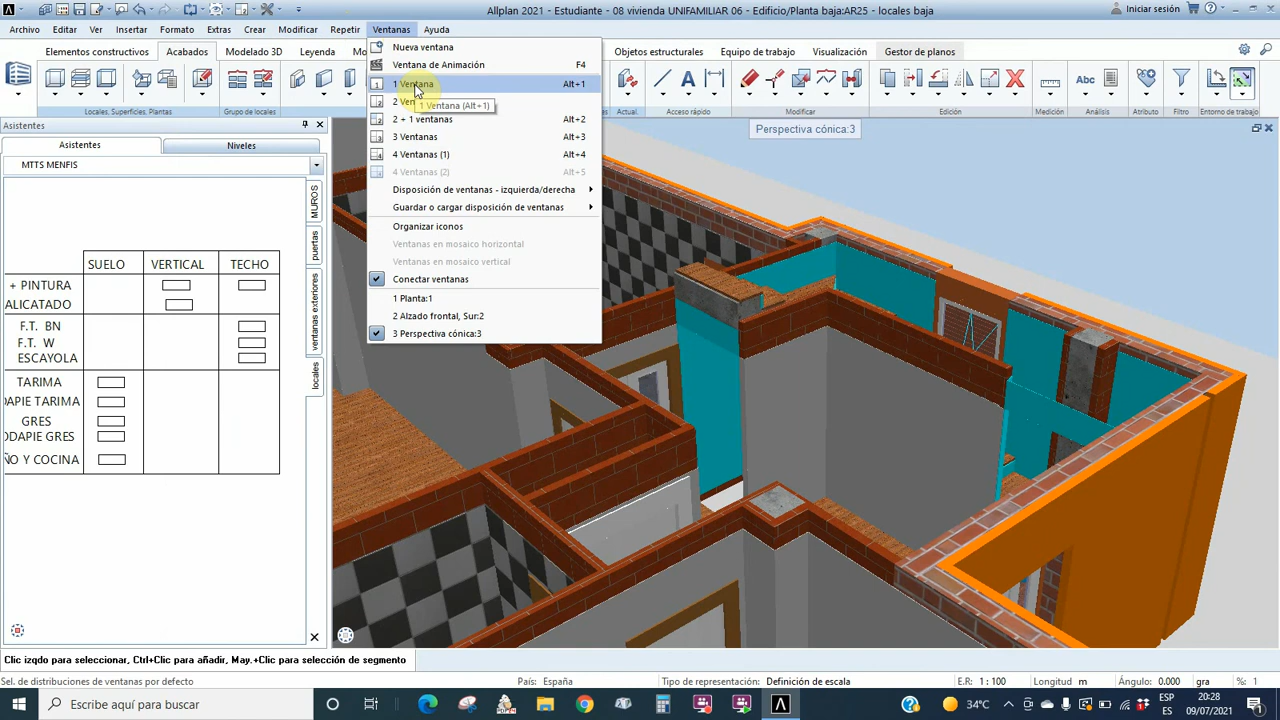 Allplan 2021 - Estudiante - 08 vivienda UNIFAMILIAR 06 - Edificio/Planta baja:AR25 - locales baja
Iniciar sesión
Archivo Editar Ver Insertar Formato Extras Crear Modificar Repetir Ventanas Ayuda
Elementos constructivos Acabados Modelado 3D Leyenda Objetos estructurales Equipo de trabajo Visualización Gestor de planos
Nueva ventana
Ventana de Animación F4
1 Ventana Alt+1
2 Ven
1 Ventana (Alt+1)
2 + 1 ventanas Alt+2
3 Ventanas Alt+3
4 Ventanas (1) Alt+4
4 Ventanas (2) Alt+5
Disposición de ventanas - izquierda/derecha
Guardar o cargar disposición de ventanas
Organizar iconos
Ventanas en mosaico horizontal
Ventanas en mosaico vertical
Conectar ventanas
1 Planta:1
2 Alzado frontal, Sur:2
3 Perspectiva cónica:3
Locales, Superficies, Plantas Grupo de locales Actual. Acceso rápido Edición Medición Análisis Atributo Filtro Entorno de trabajo
Perspectiva cónica:3
Asistentes
Asistentes Niveles
MTTS MENFIS
MUROS
puertas
ventanas exteriores
locales
SUELO VERTICAL TECHO
+ PINTURA
ALICATADO
F.T. BN
F.T. W
ESCAYOLA
TARIMA
DAPIE TARIMA
GRES
ODAPIE GRES
ÑO Y COCINA
Clic izqdo para seleccionar, Ctrl+Clic para añadir, May.+Clic para selección de segmento
Sel. de distribuciones de ventanas por defecto País: España Tipo de representación: Definición de escala E.R: 1 : 100 Longitud m Ángulo: 0.000 gra % 1
Escribe aquí para buscar
34°C
ESP
ES
20:28
09/07/2021